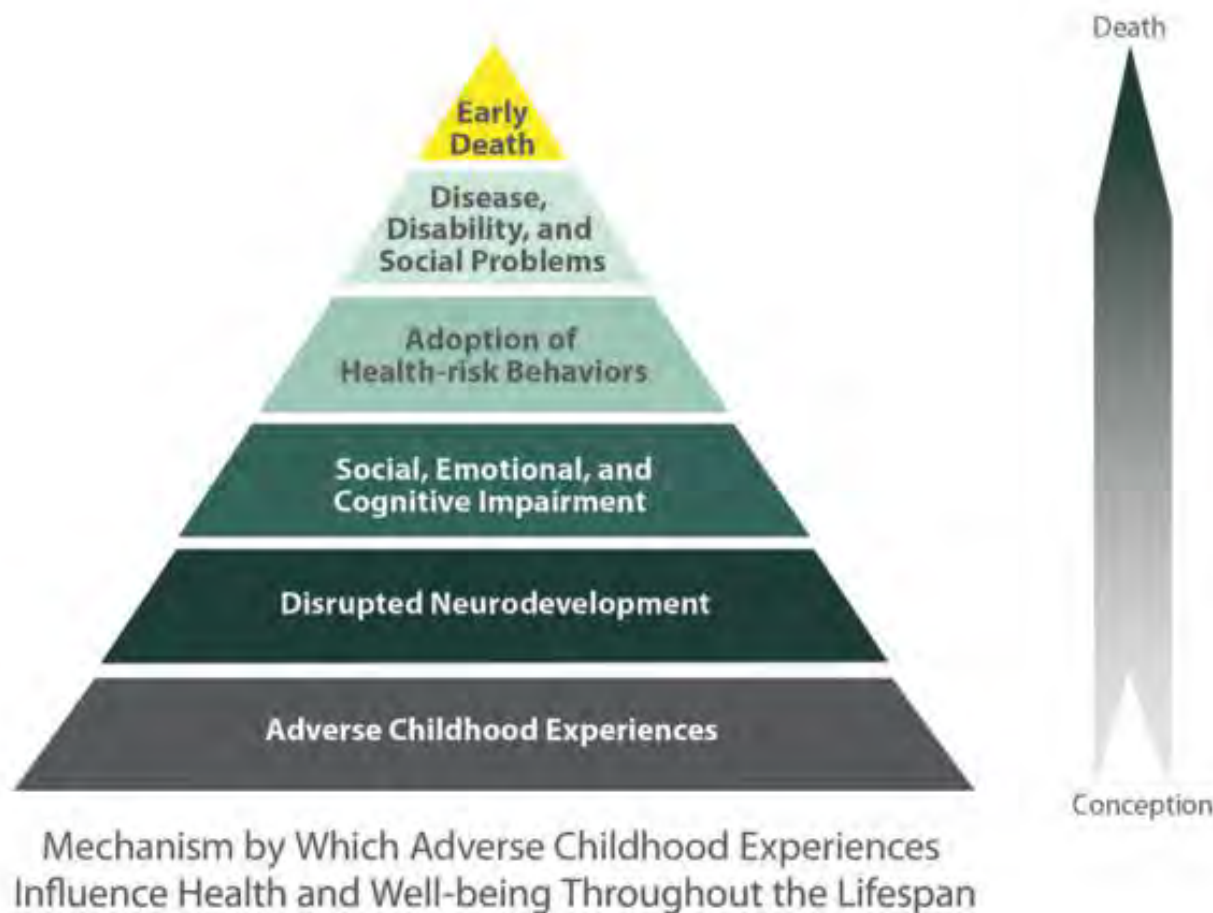 Death
Early
Death
Disease,
Disability, and
Social Problems
Adoption of
Health-risk Behaviors
Social, Emotional, and
Cognitive Impairment
Disrupted Neurodevelopment
Adverse Childhood Experiences
Conception
Mechanism by Which Adverse Childhood Experiences
Influence Health and Well-being Throughout the Lifespan